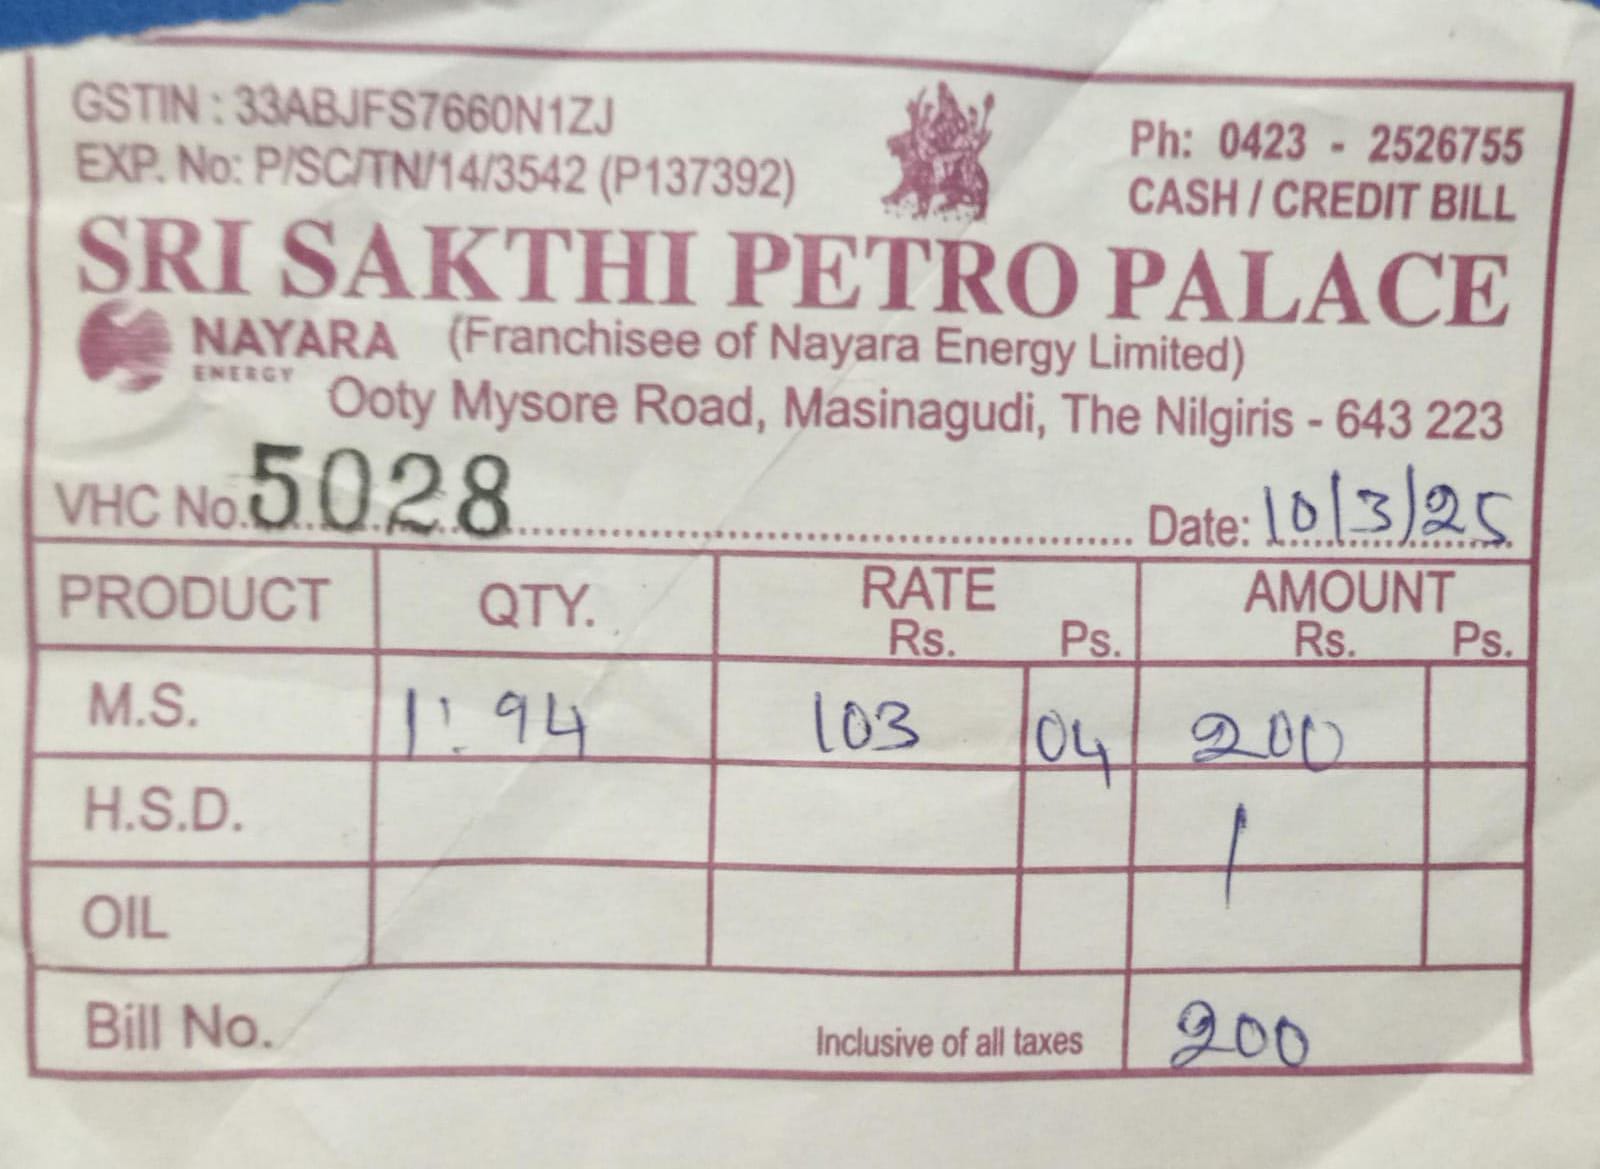 GSTIN : 33ABJFS7660N1ZJ
EXP. No: P/SC/TN/14/3542 (P137392)
Ph: 0423 - 2526755
CASH / CREDIT BILL
SRI SAKTHI PETRO PALACE
NAYARA ENERGY (Franchisee of Nayara Energy Limited)
Ooty Mysore Road, Masinagudi, The Nilgiris - 643 223
VHC No. 5028 Date: 10/3/25
PRODUCT QTY. RATE Rs. Ps. AMOUNT Rs. Ps.
M.S. 1.94 103 04 200
H.S.D.
OIL
Bill No. Inclusive of all taxes 200